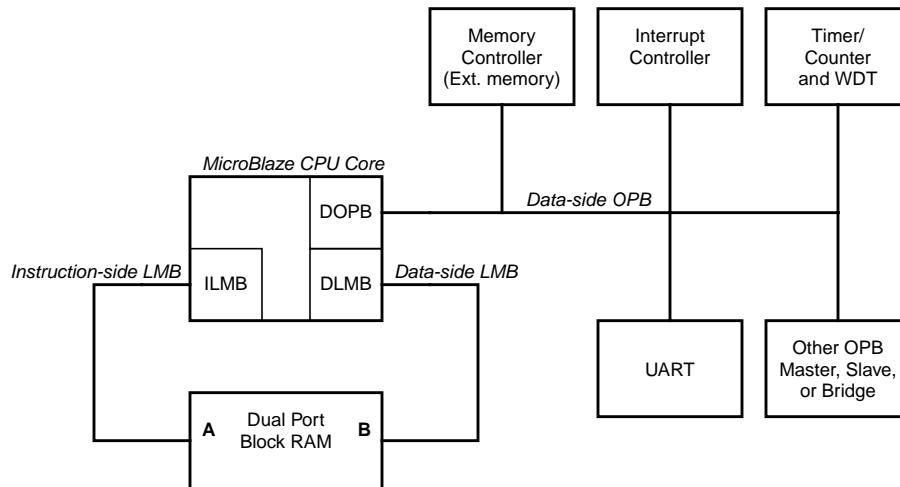 Memory
Controller
(Ext. memory)
Interrupt
Controller
Timer/
Counter
and WDT
MicroBlaze CPU Core
DOPB
Data-side OPB
Instruction-side LMB
ILMB
DLMB
Data-side LMB
UART
Other OPB
Master, Slave,
or Bridge
A
Dual Port
Block RAM
B